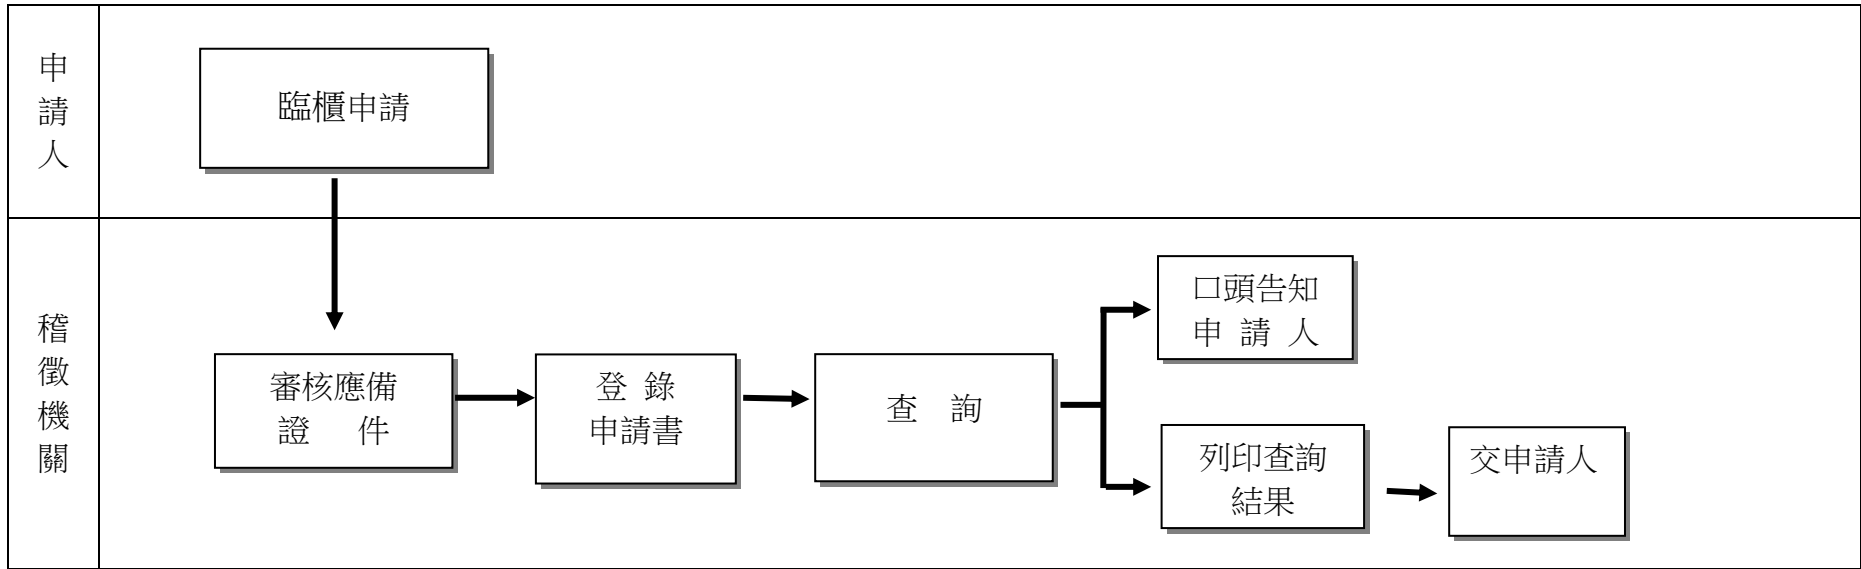 申請人
臨櫃申請
稽徵機關
審核應備
證 件
登 錄
申請書
查 詢
口頭告知
申 請 人
列印查詢
結果
交申請人